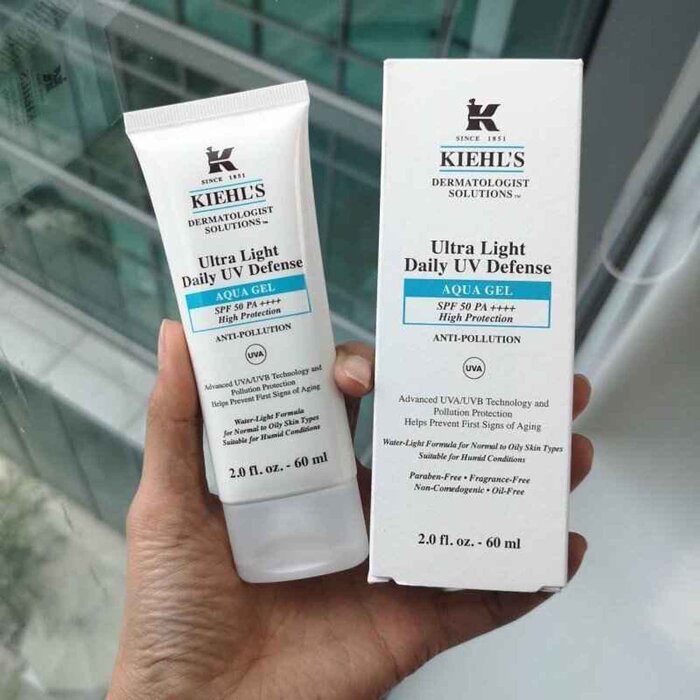 K
SINCE 1851
KIEHL'S
DERMATOLOGIST
SOLUTIONS™
Ultra Light
Daily UV Defense
AQUA GEL
SPF 50 PA ++++
High Protection
ANTI-POLLUTION
UVA
Advanced UVA/UVB Technology and
Pollution Protection
Helps Prevent First Signs of Aging
Water-Light Formula
for Normal to Oily Skin Types
Suitable for Humid Conditions
2.0 fl. oz. - 60 ml
K
SINCE 1851
KIEHL'S
DERMATOLOGIST
SOLUTIONS™
Ultra Light
Daily UV Defense
AQUA GEL
SPF 50 PA ++++
High Protection
ANTI-POLLUTION
UVA
Advanced UVA/UVB Technology and
Pollution Protection
Helps Prevent First Signs of Aging
Water-Light Formula for Normal to Oily Skin Types
Suitable for Humid Conditions
Paraben-Free • Fragrance-Free
Non-Comedogenic • Oil-Free
2.0 fl. oz. - 60 ml